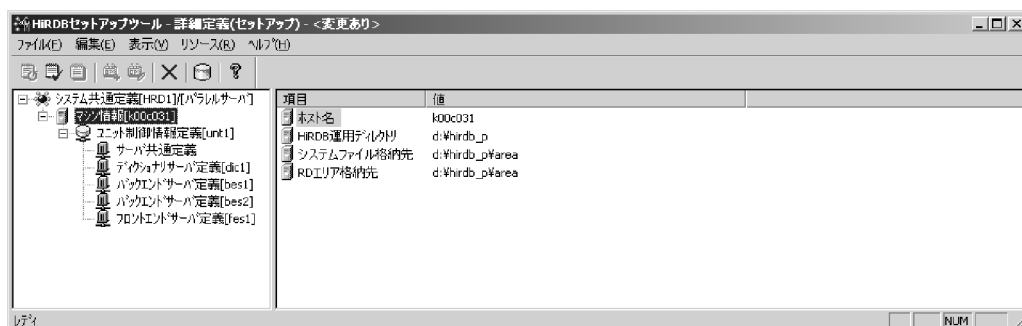 HiRDBセットアップツール - 詳細定義(セットアップ) - <変更あり>
ファイル(F) 編集(E) 表示(V) リソース(R) ヘルプ(H)
システム共通定義[HRD1]/[パラレルサーバ]
マシン情報[k00c031]
ユニット制御情報定義[unt1]
サーバ共通定義
ディクショナリサーバ定義[dic1]
バックエンドサーバ定義[bes1]
バックエンドサーバ定義[bes2]
フロントエンドサーバ定義[fes1]
項目 値
ホスト名 k00c031
HiRDB運用ディレクトリ d:¥hirdb_p
システムファイル格納先 d:¥hirdb_p¥area
RDエリア格納先 d:¥hirdb_p¥area
レディ NUM